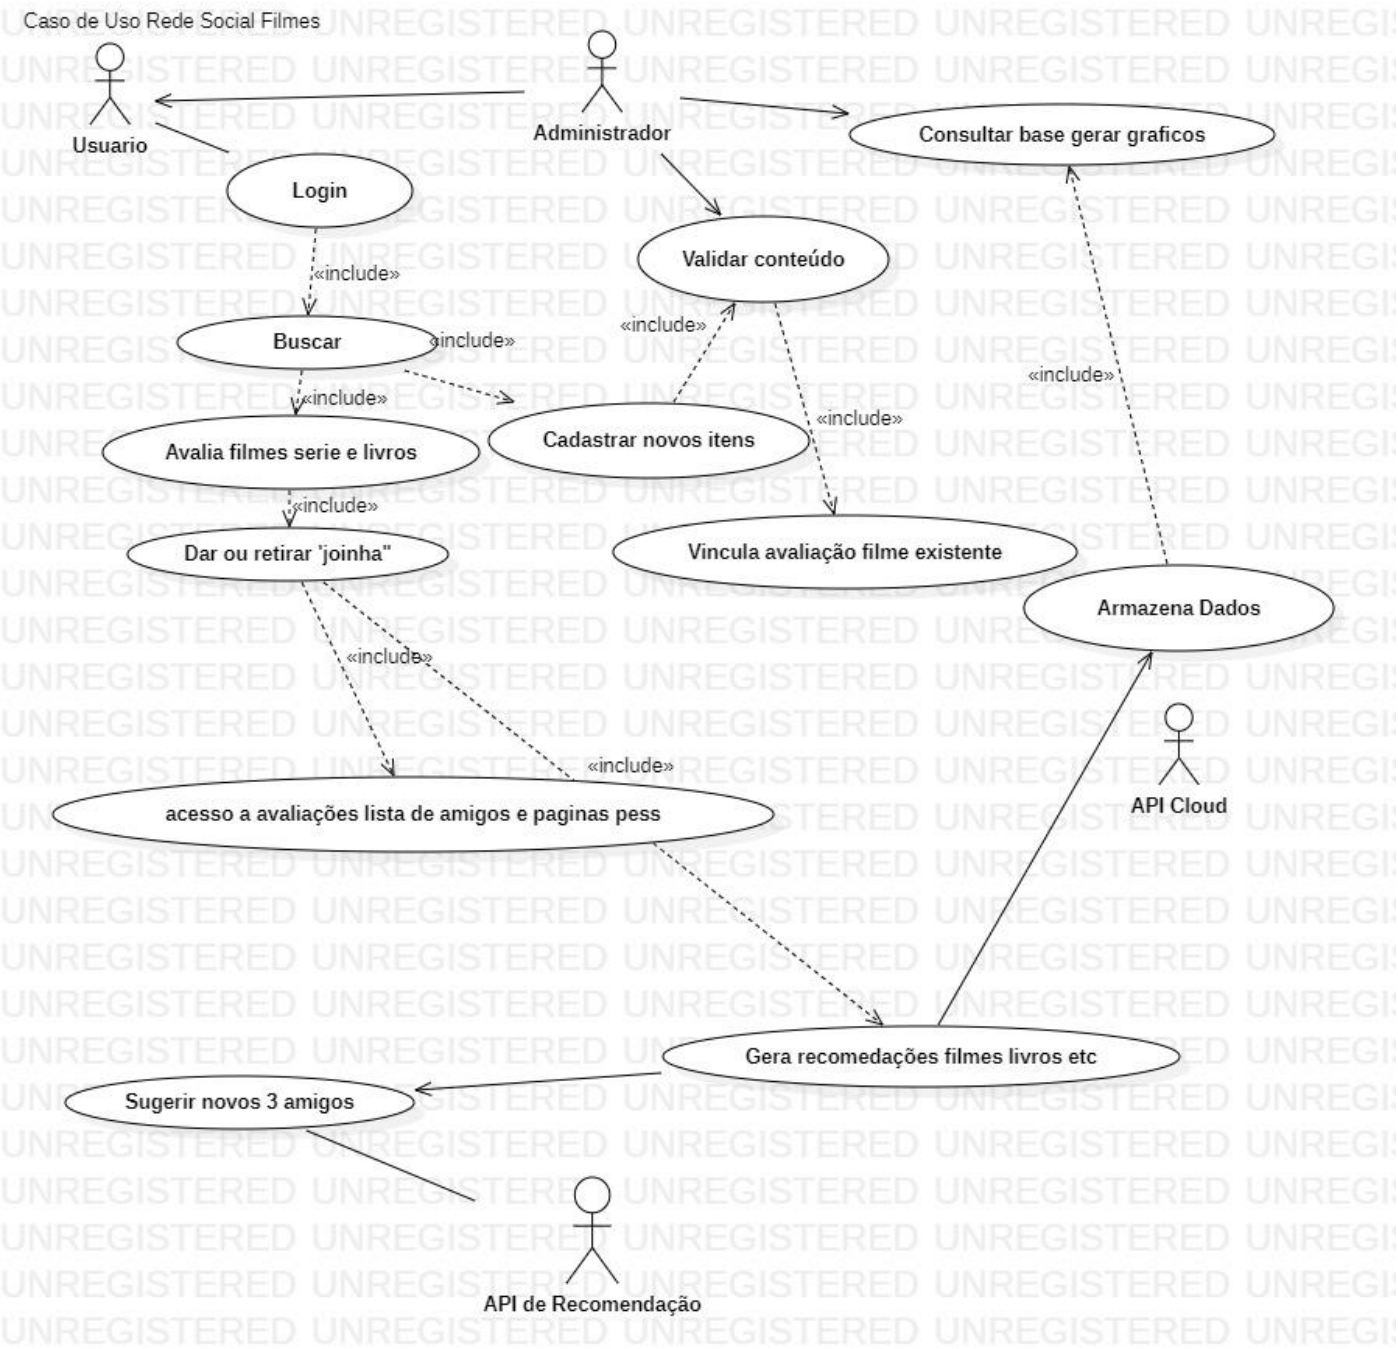 Caso de Uso Rede Social Filmes
Usuario
Administrador
Consultar base gerar graficos
Login
Validar conteúdo
«include»
«include»
Buscar
«include»
«include»
«include»
Avalia filmes serie e livros
Cadastrar novos itens
«include»
«include»
Dar ou retirar 'joinha"
Vincula avaliação filme existente
Armazena Dados
«include»
«include»
acesso a avaliações lista de amigos e paginas pess
API Cloud
Gera recomedações filmes livros etc
Sugerir novos 3 amigos
API de Recomendação
UNREGISTERED